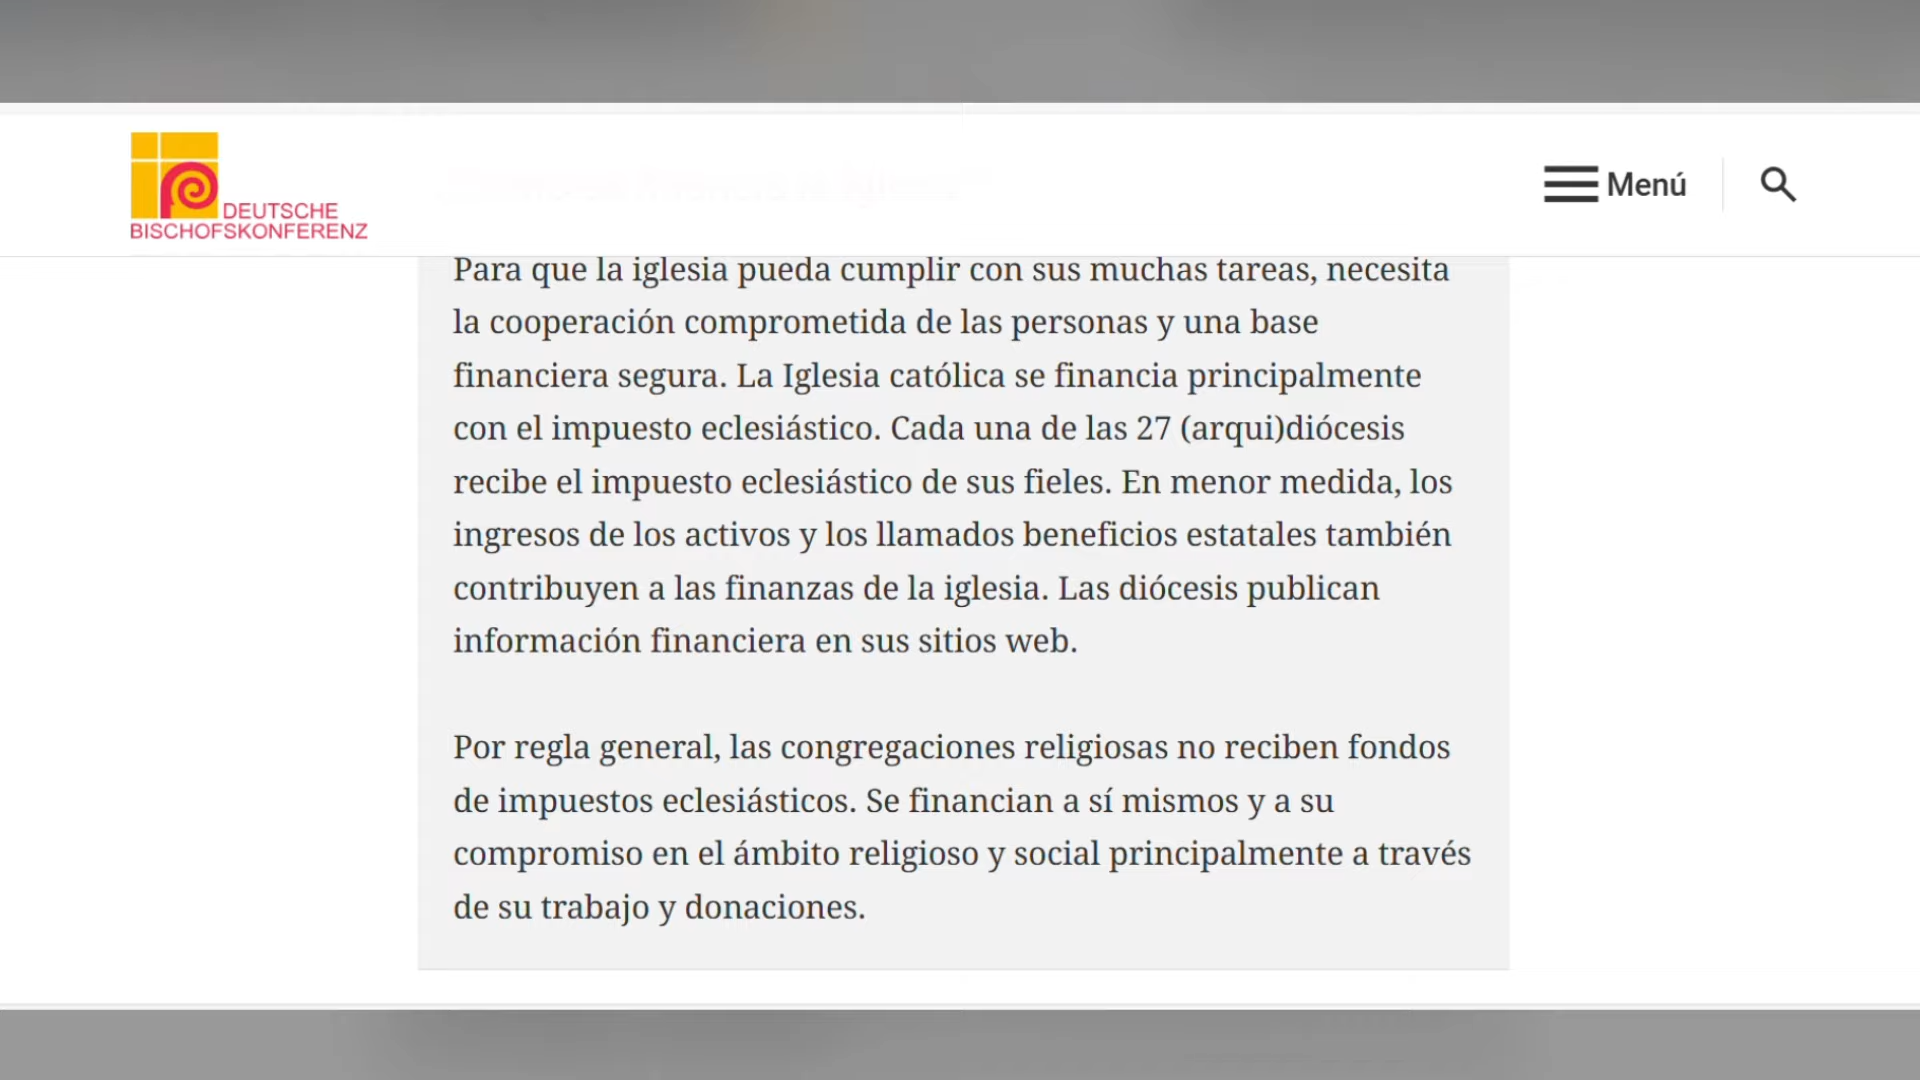 DEUTSCHE
BISCHOFSKONFERENZ
Menú
Para que la iglesia pueda cumplir con sus muchas tareas, necesita
la cooperación comprometida de las personas y una base
financiera segura. La Iglesia católica se financia principalmente
con el impuesto eclesiástico. Cada una de las 27 (arqui)diócesis
recibe el impuesto eclesiástico de sus fieles. En menor medida, los
ingresos de los activos y los llamados beneficios estatales también
contribuyen a las finanzas de la iglesia. Las diócesis publican
información financiera en sus sitios web.
Por regla general, las congregaciones religiosas no reciben fondos
de impuestos eclesiásticos. Se financian a sí mismos y a su
compromiso en el ámbito religioso y social principalmente a través
de su trabajo y donaciones.